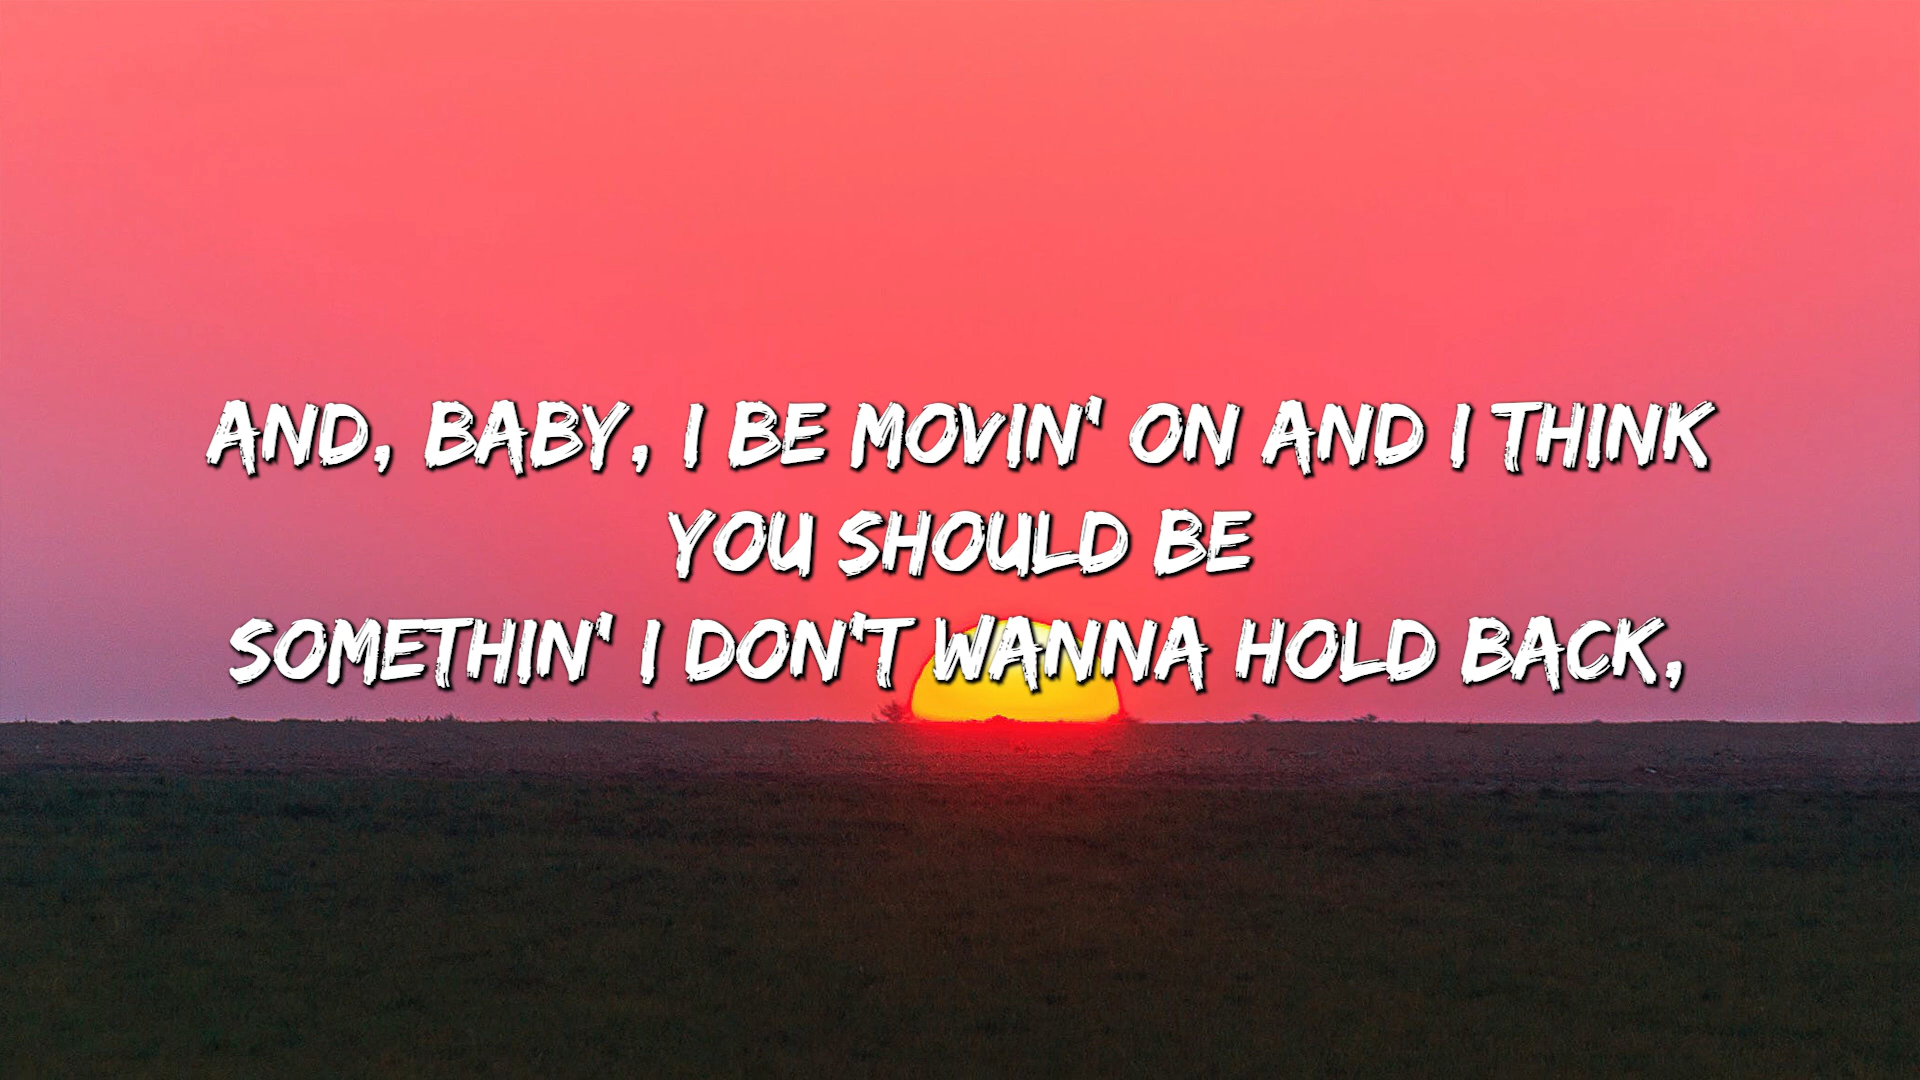 AND, BABY, I BE MOVIN' ON AND I THINK
YOU SHOULD BE
SOMETHIN' I DON'T WANNA HOLD BACK,